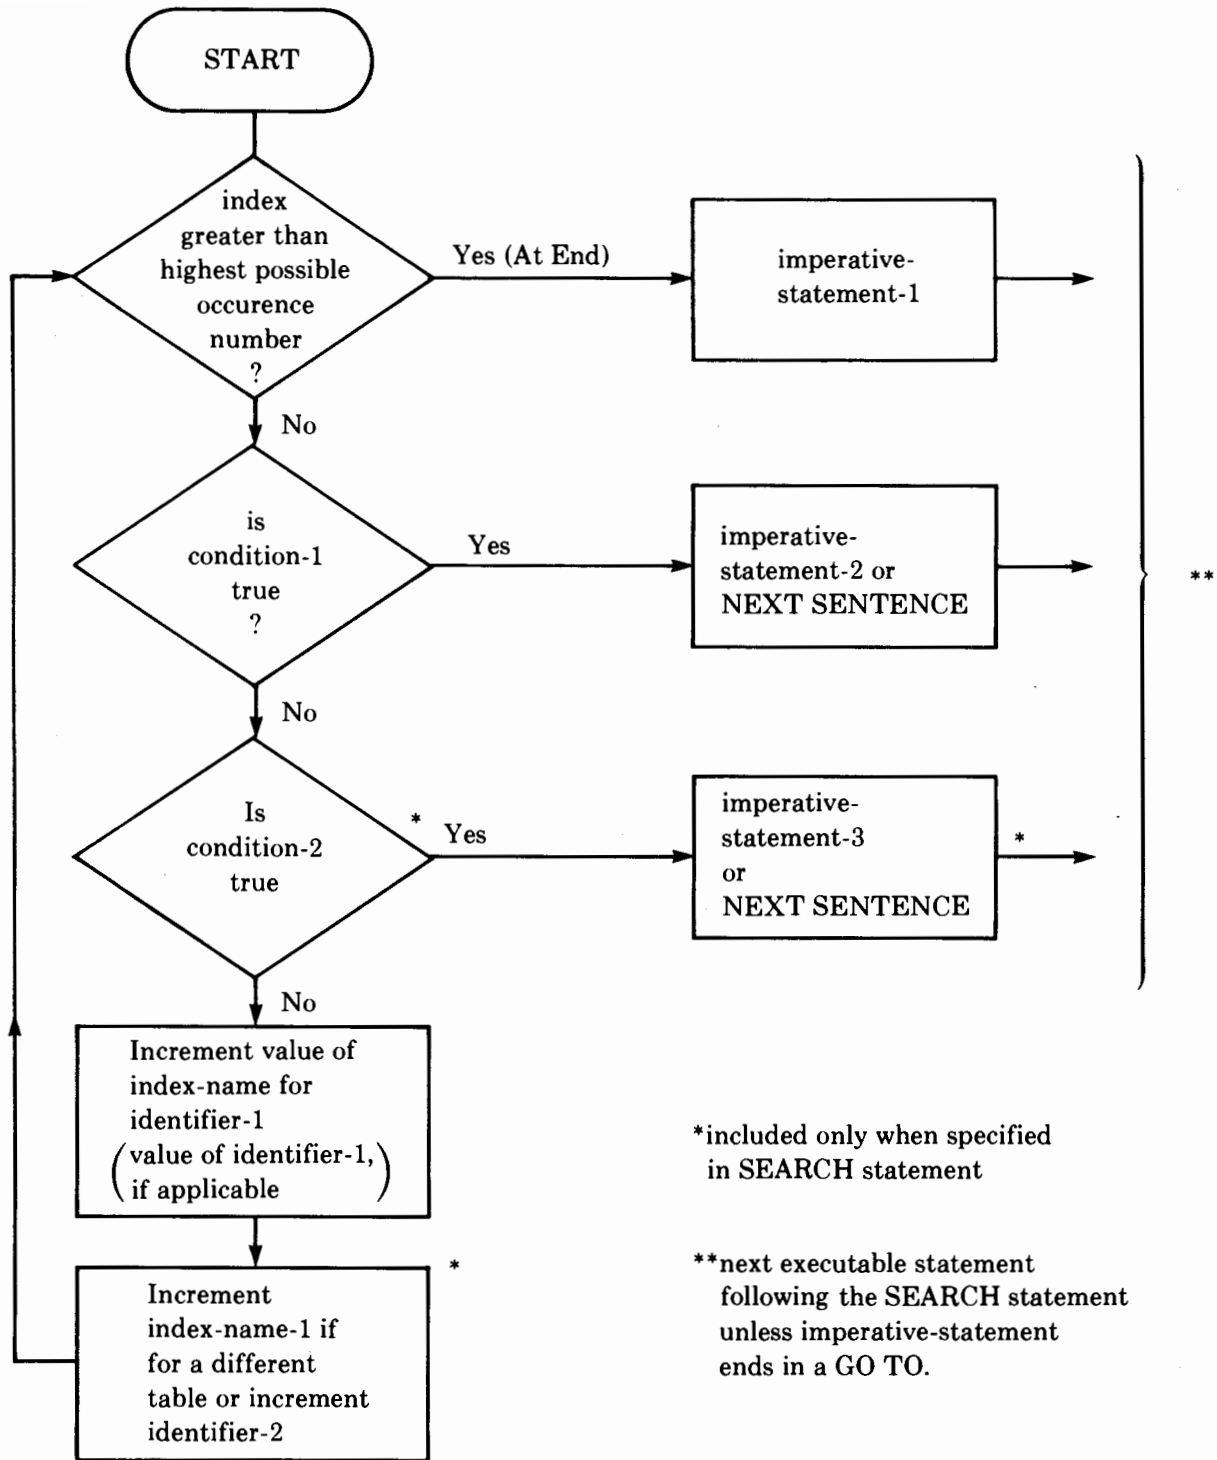 START
index
greater than
highest possible
occurence
number
?
Yes (At End)
imperative-
statement-1
No
is
condition-1
true
?
Yes
imperative-
statement-2 or
NEXT SENTENCE
**
No
Is
condition-2
true
*
Yes
imperative-
statement-3
or
NEXT SENTENCE
*
No
Increment value of
index-name for
identifier-1
(value of identifier-1,
if applicable)
*
Increment
index-name-1 if
for a different
table or increment
identifier-2
*included only when specified
in SEARCH statement
**next executable statement
following the SEARCH statement
unless imperative-statement
ends in a GO TO.